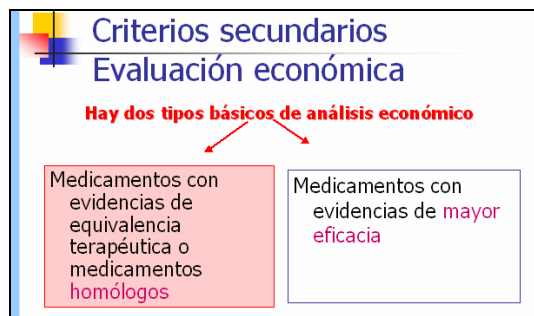 Criterios secundarios
Evaluación económica
Hay dos tipos básicos de análisis económico
Medicamentos con
evidencias de
equivalencia
terapéutica o
medicamentos
homólogos
Medicamentos con
evidencias de mayor
eficacia